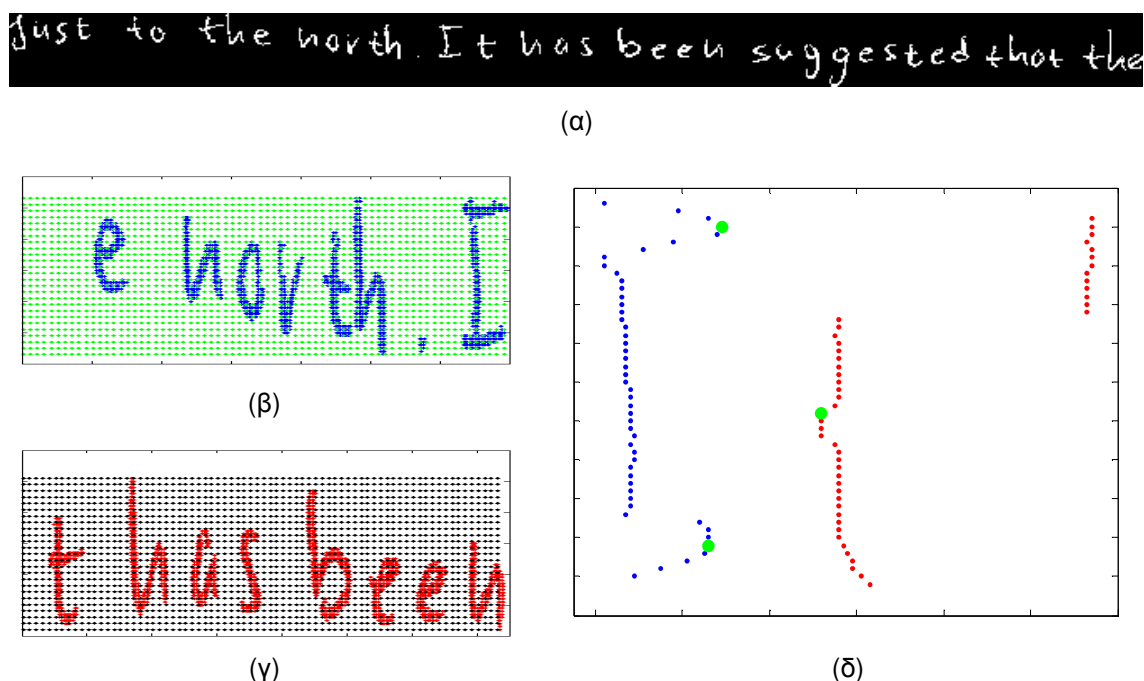 just to the north. It has been suggested thot the
(α)
e north. I
(β)
t has been
(γ)
(δ)